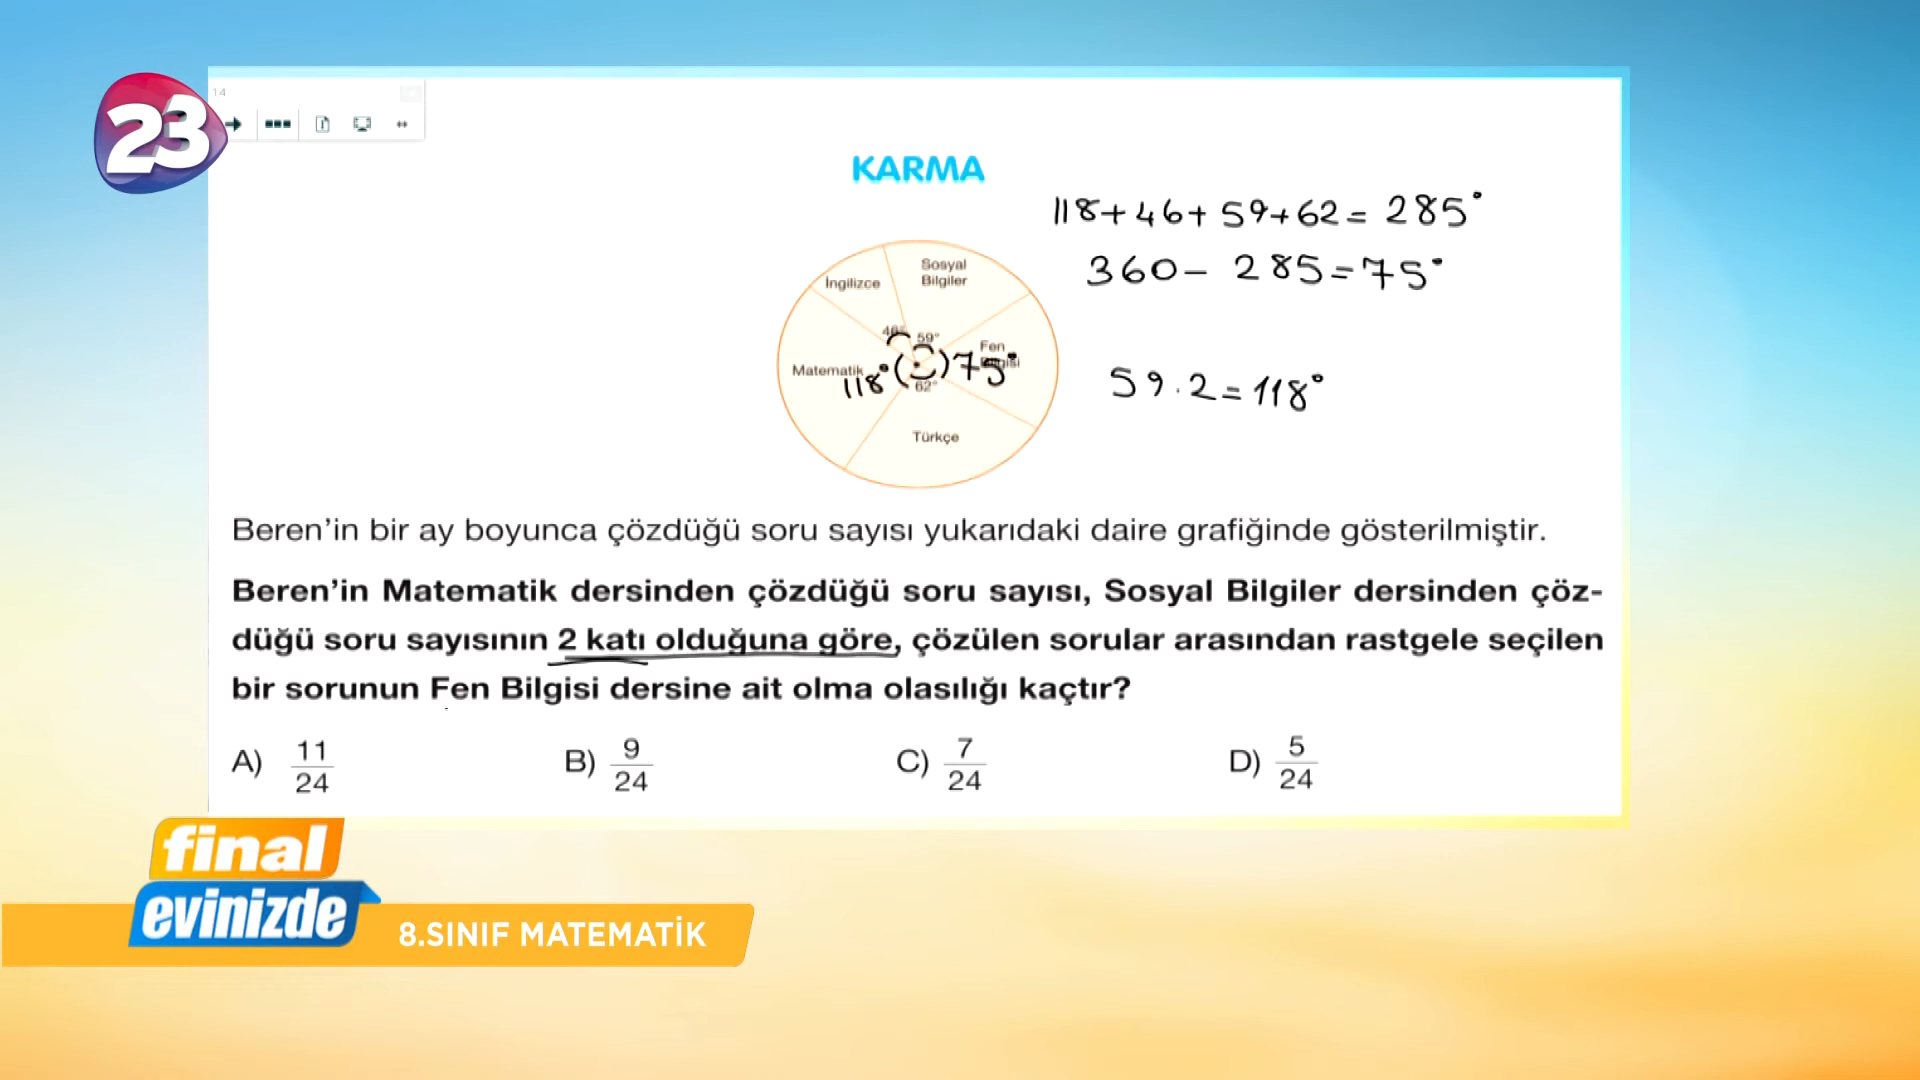 23
14
KARMA
118+46+59+62=285°
360-285=75°
İngilizce
Sosyal
Bilgiler
46°
59°
Fen
Matematik
118°
75°
62°
59.2=118°
Türkçe
Beren'in bir ay boyunca çözdüğü soru sayısı yukarıdaki daire grafiğinde gösterilmiştir.
Beren'in Matematik dersinden çözdüğü soru sayısı, Sosyal Bilgiler dersinden çöz-
düğü soru sayısının 2 katı olduğuna göre, çözülen sorular arasından rastgele seçilen
bir sorunun Fen Bilgisi dersine ait olma olasılığı kaçtır?
A) 11/24 B) 9/24 C) 7/24 D) 5/24
final
evinizde
8.SINIF MATEMATİK